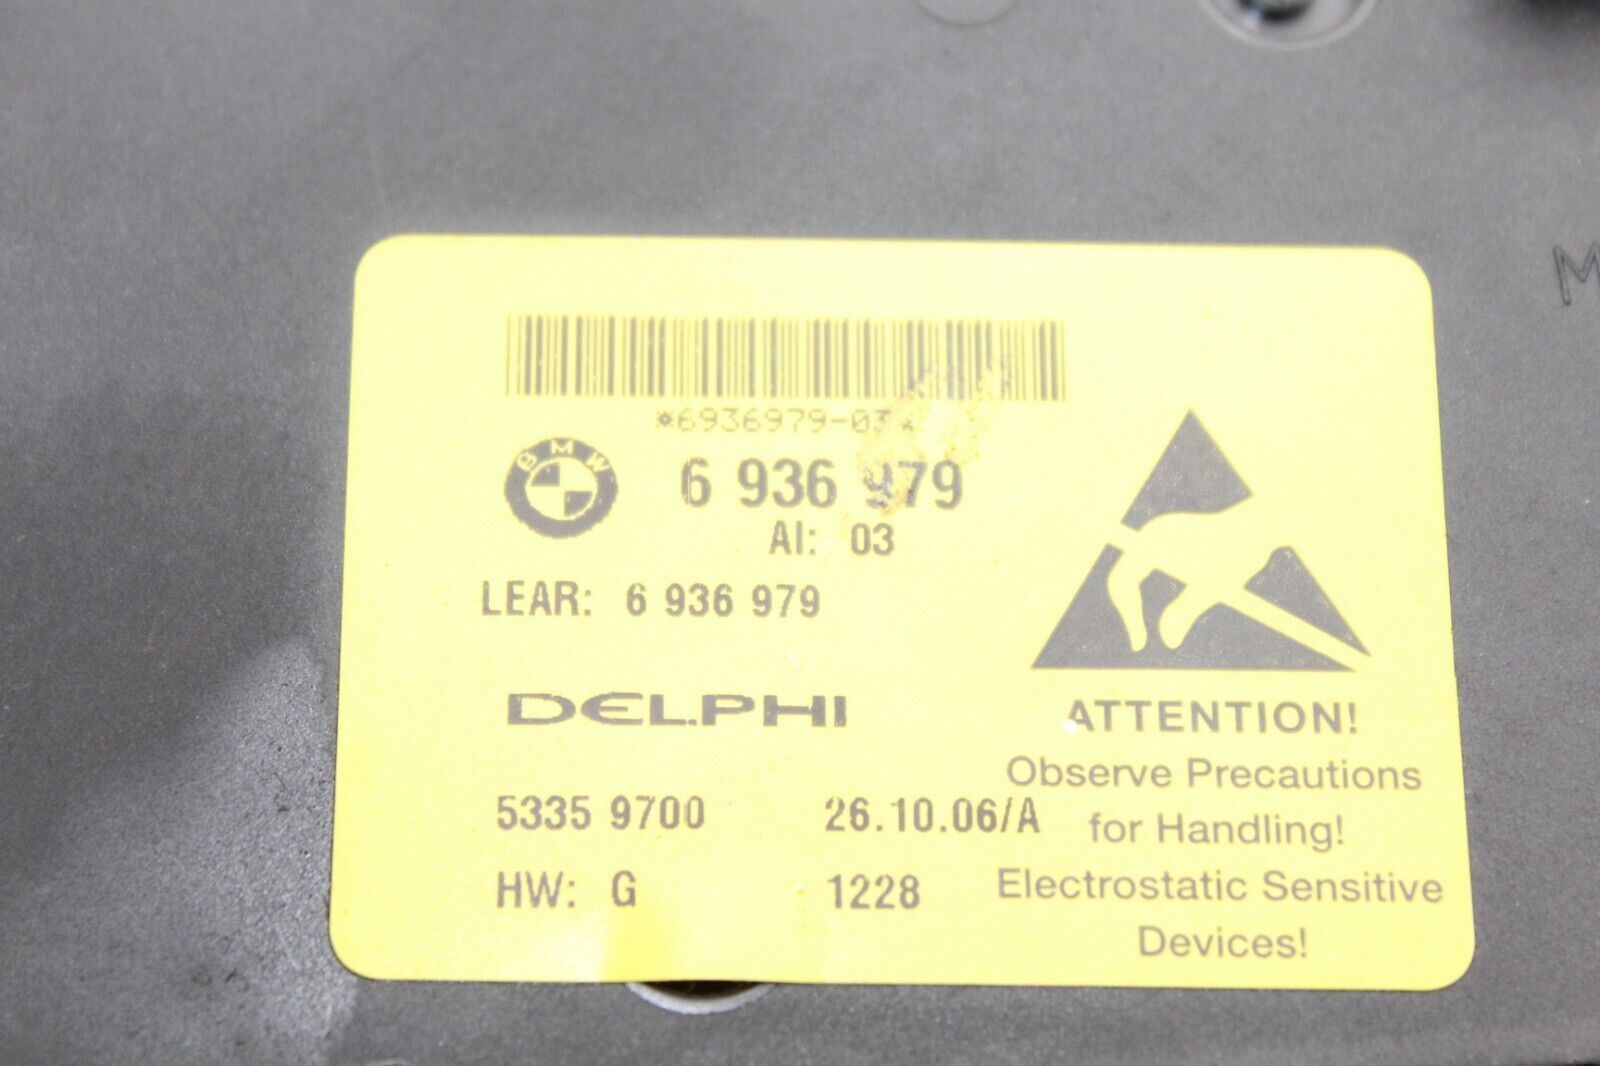 *6936979-03*
BMW
6 936 979
AI: 03
LEAR: 6 936 979
DELPHI
5335 9700 26.10.06/A
HW: G 1228
ATTENTION!
Observe Precautions
for Handling!
Electrostatic Sensitive
Devices!
M